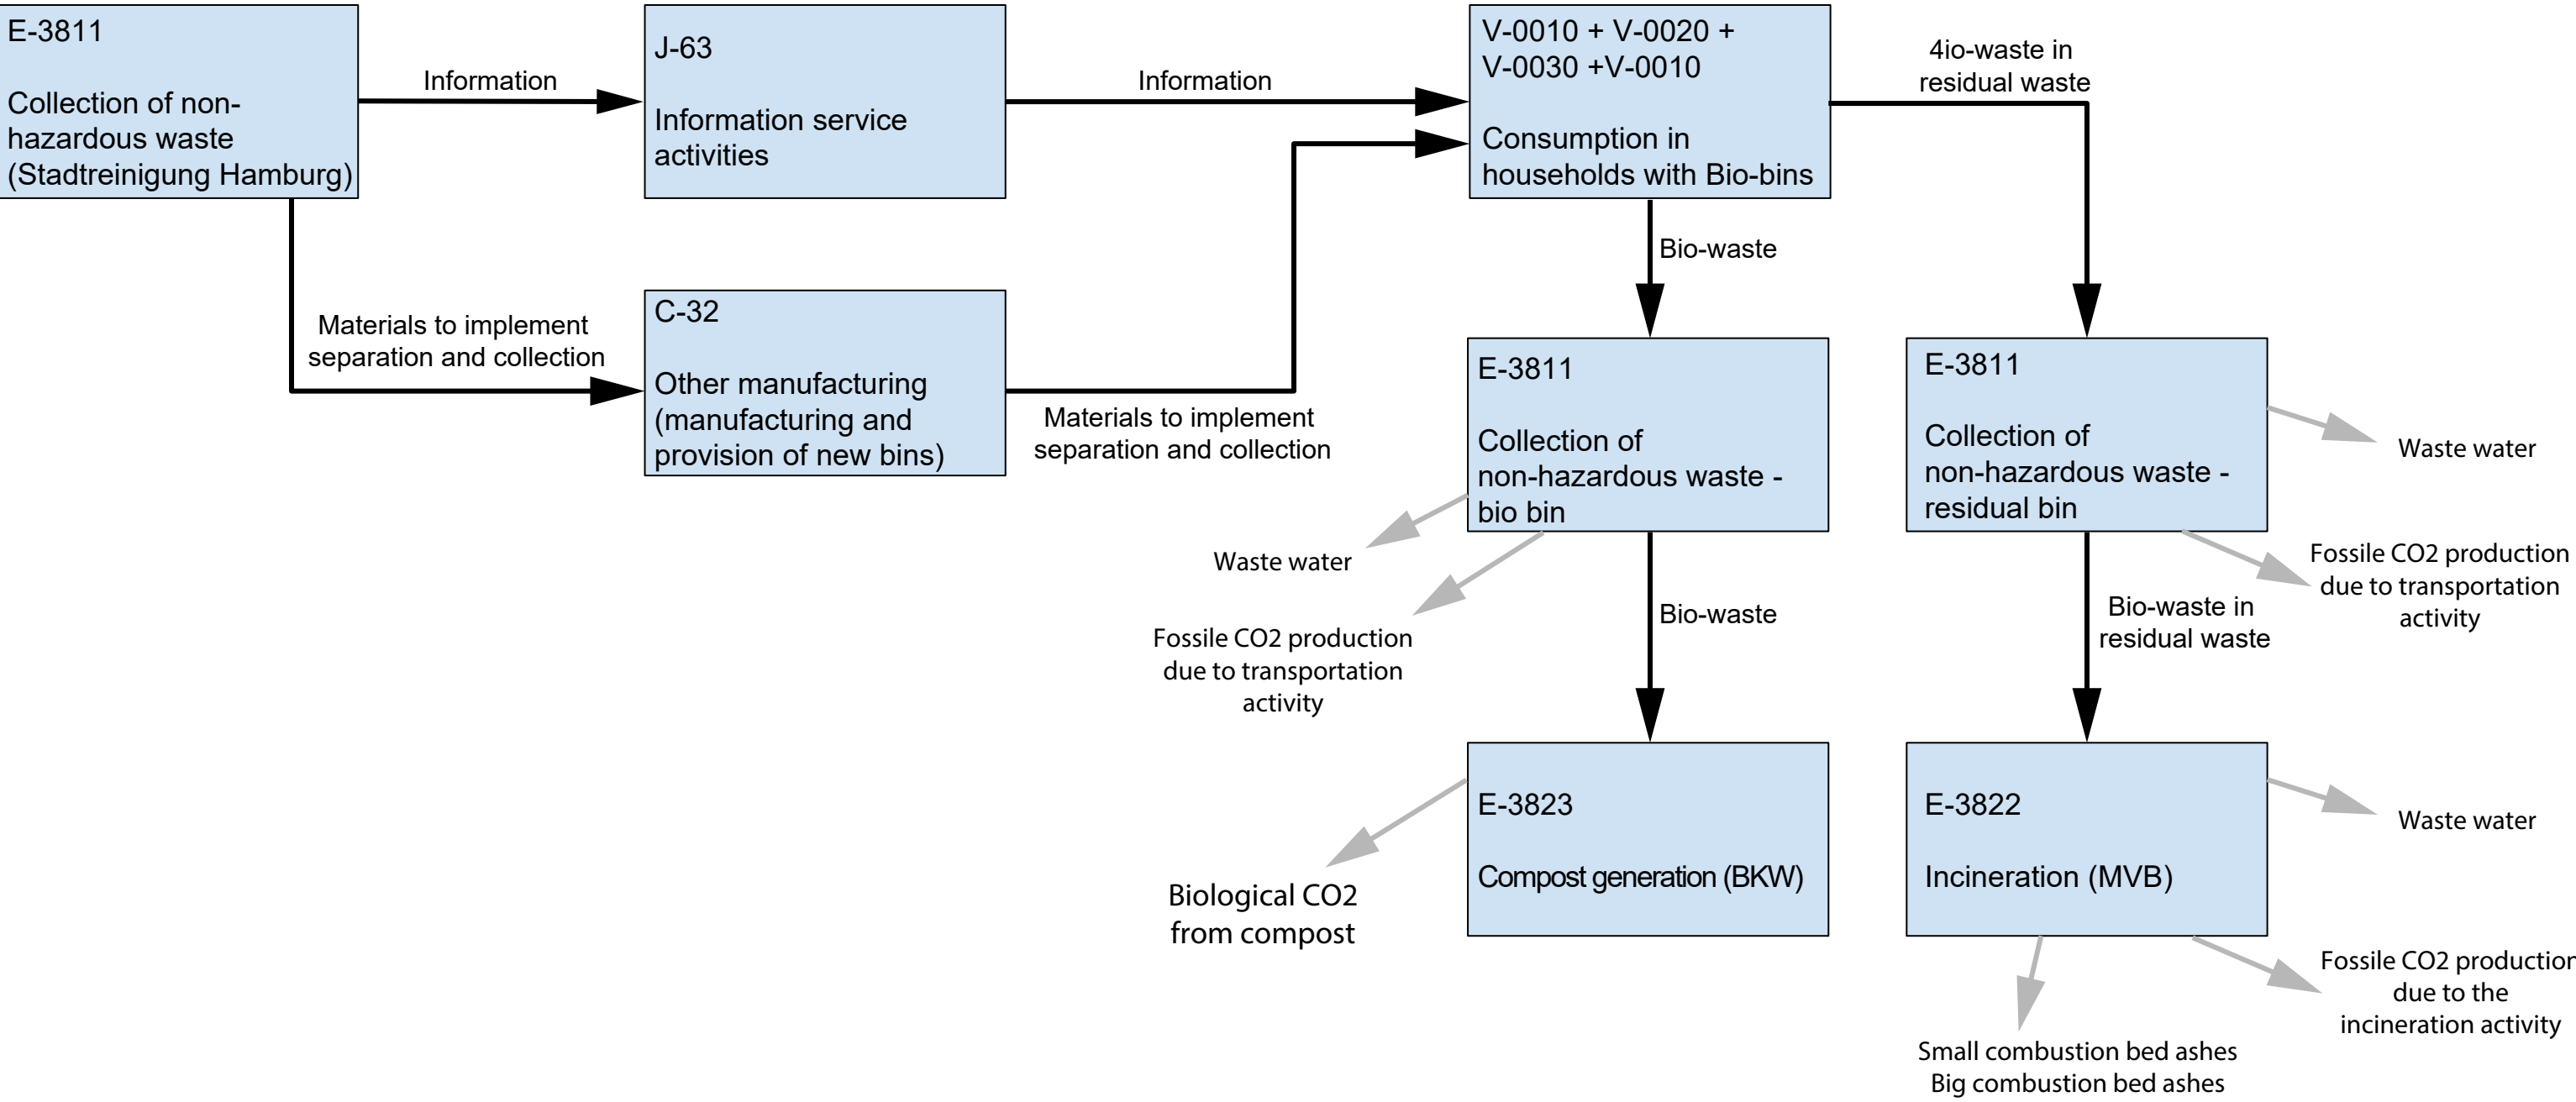 E-3811
Collection of non-
hazardous waste
(Stadtreinigung Hamburg)
Information
J-63
Information service
activities
Information
V-0010 + V-0020 +
V-0030 +V-0010
Consumption in
households with Bio-bins
4io-waste in
residual waste
Materials to implement
separation and collection
C-32
Other manufacturing
(manufacturing and
provision of new bins)
Materials to implement
separation and collection
Bio-waste
E-3811
Collection of
non-hazardous waste -
bio bin
E-3811
Collection of
non-hazardous waste -
residual bin
Waste water
Waste water
Fossile CO2 production
due to transportation
activity
Fossile CO2 production
due to transportation
activity
Bio-waste
Bio-waste in
residual waste
E-3823
Compost generation (BKW)
E-3822
Incineration (MVB)
Waste water
Biological CO2
from compost
Fossile CO2 production
due to the
incineration activity
Small combustion bed ashes
Big combustion bed ashes